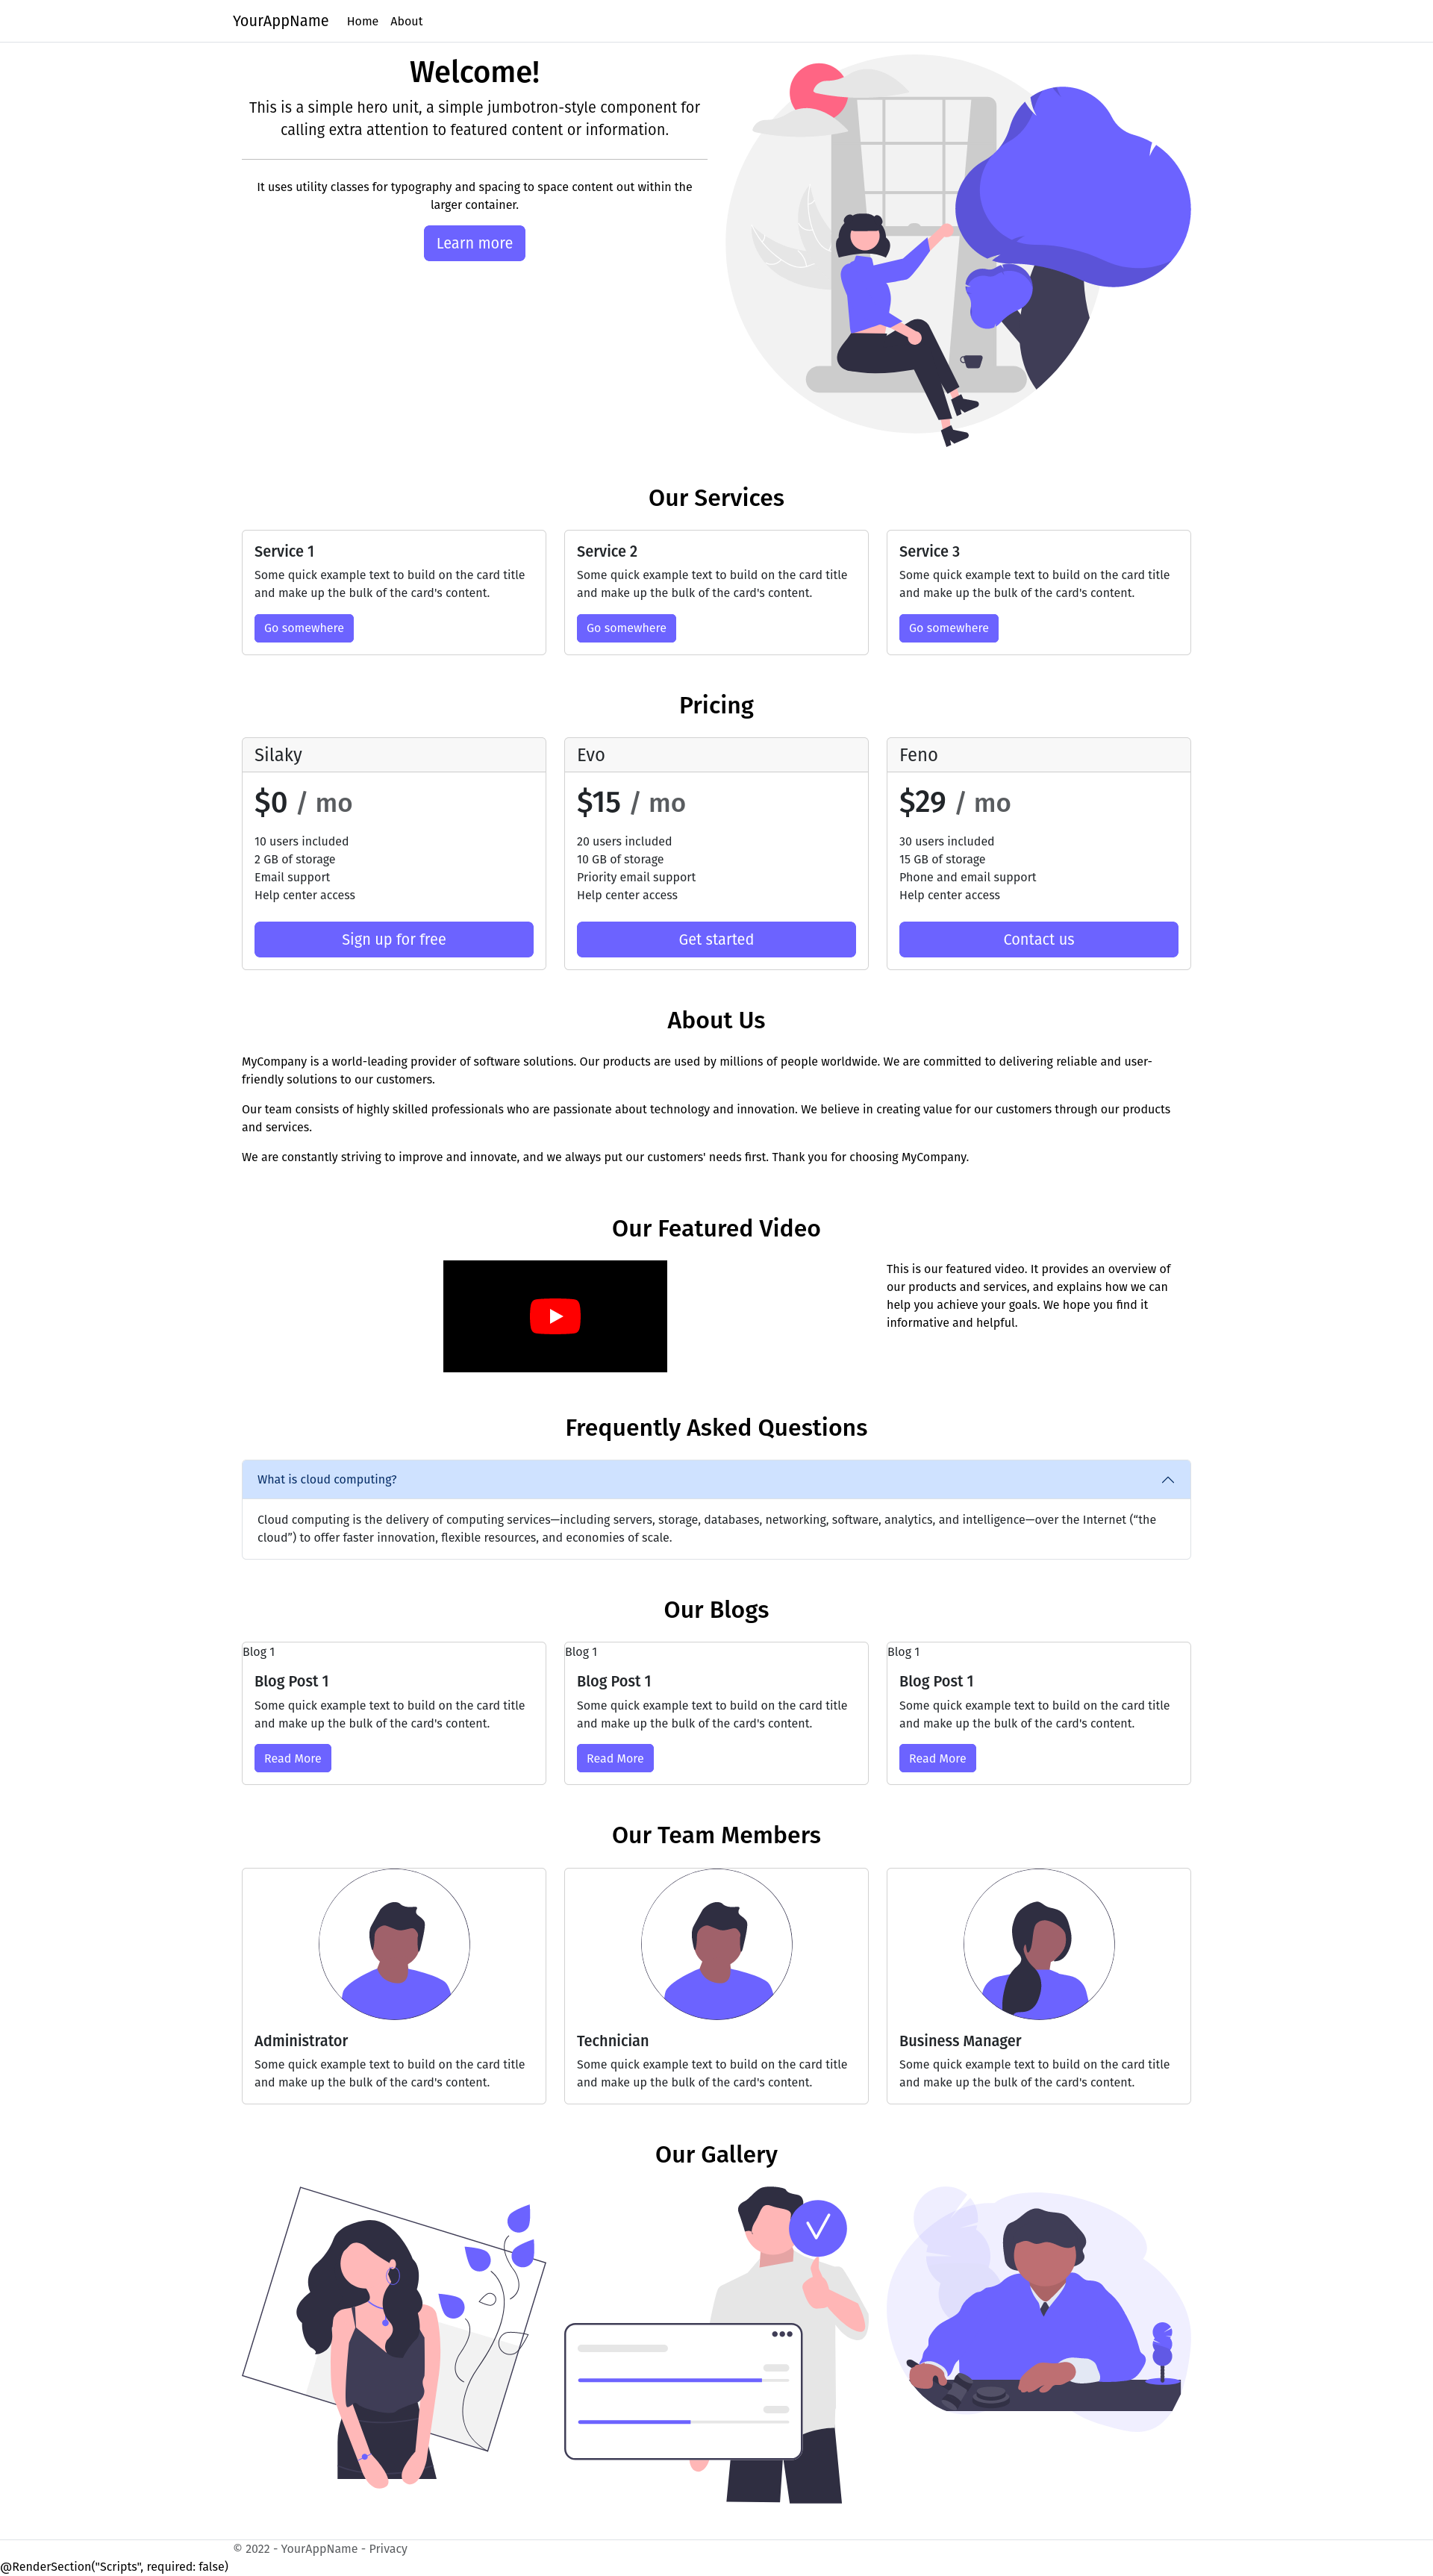 YourAppName Home About
Welcome!
This is a simple hero unit, a simple jumbotron-style component for
calling extra attention to featured content or information.
It uses utility classes for typography and spacing to space content out within the
larger container.
Learn more
Our Services
Service 1
Some quick example text to build on the card title
and make up the bulk of the card's content.
Go somewhere
Service 2
Some quick example text to build on the card title
and make up the bulk of the card's content.
Go somewhere
Service 3
Some quick example text to build on the card title
and make up the bulk of the card's content.
Go somewhere
Pricing
Silaky
$0 / mo
10 users included
2 GB of storage
Email support
Help center access
Sign up for free
Evo
$15 / mo
20 users included
10 GB of storage
Priority email support
Help center access
Get started
Feno
$29 / mo
30 users included
15 GB of storage
Phone and email support
Help center access
Contact us
About Us
MyCompany is a world-leading provider of software solutions. Our products are used by millions of people worldwide. We are committed to delivering reliable and user-
friendly solutions to our customers.
Our team consists of highly skilled professionals who are passionate about technology and innovation. We believe in creating value for our customers through our products
and services.
We are constantly striving to improve and innovate, and we always put our customers' needs first. Thank you for choosing MyCompany.
Our Featured Video
This is our featured video. It provides an overview of
our products and services, and explains how we can
help you achieve your goals. We hope you find it
informative and helpful.
Frequently Asked Questions
What is cloud computing?
Cloud computing is the delivery of computing services—including servers, storage, databases, networking, software, analytics, and intelligence—over the Internet (“the
cloud”) to offer faster innovation, flexible resources, and economies of scale.
Our Blogs
Blog 1
Blog Post 1
Some quick example text to build on the card title
and make up the bulk of the card's content.
Read More
Blog 1
Blog Post 1
Some quick example text to build on the card title
and make up the bulk of the card's content.
Read More
Blog 1
Blog Post 1
Some quick example text to build on the card title
and make up the bulk of the card's content.
Read More
Our Team Members
Administrator
Some quick example text to build on the card title
and make up the bulk of the card's content.
Technician
Some quick example text to build on the card title
and make up the bulk of the card's content.
Business Manager
Some quick example text to build on the card title
and make up the bulk of the card's content.
Our Gallery
© 2022 - YourAppName - Privacy
@RenderSection("Scripts", required: false)